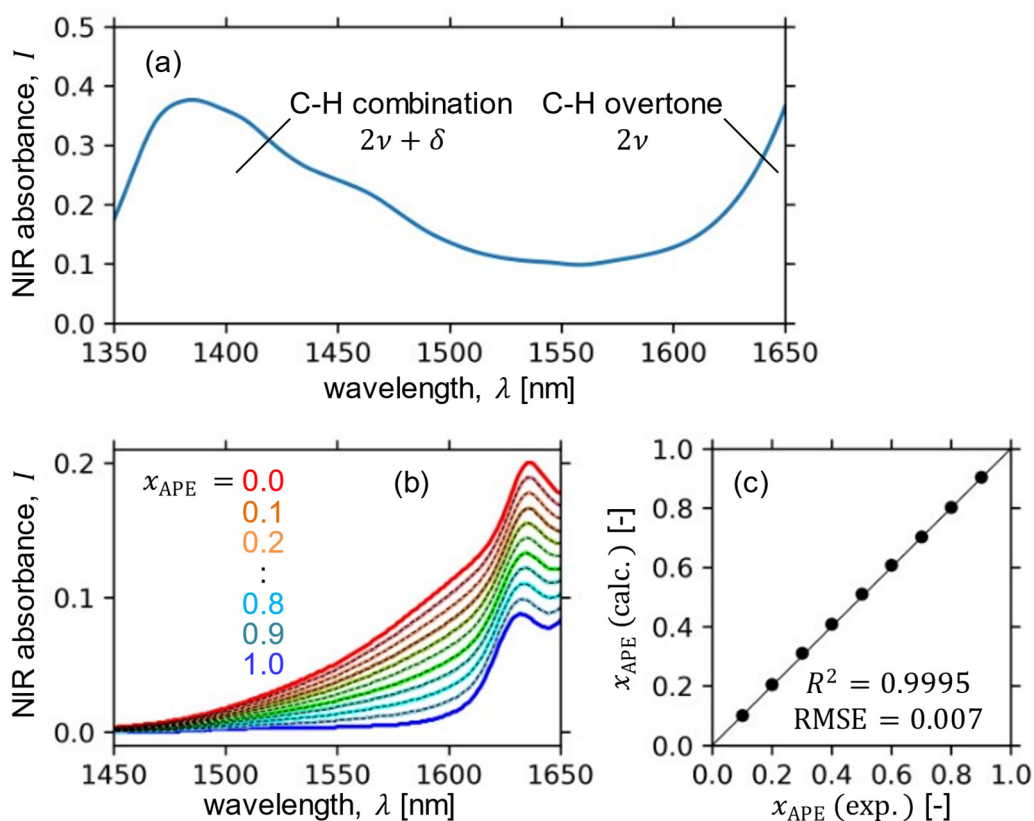 NIR absorbance, I
0.5
0.4
0.3
0.2
0.1
0.0
(a)
C-H combination
2ν + δ
C-H overtone
2ν
1350 1400 1450 1500 1550 1600 1650
wavelength, λ [nm]
NIR absorbance, I
0.2
0.1
0.0
x_APE = 0.0
0.1
0.2
:
0.8
0.9
1.0
(b)
1450 1500 1550 1600 1650
wavelength, λ [nm]
x_APE (calc.) [-]
1.0
0.8
0.6
0.4
0.2
0.0
(c)
R² = 0.9995
RMSE = 0.007
0.0 0.2 0.4 0.6 0.8 1.0
x_APE (exp.) [-]